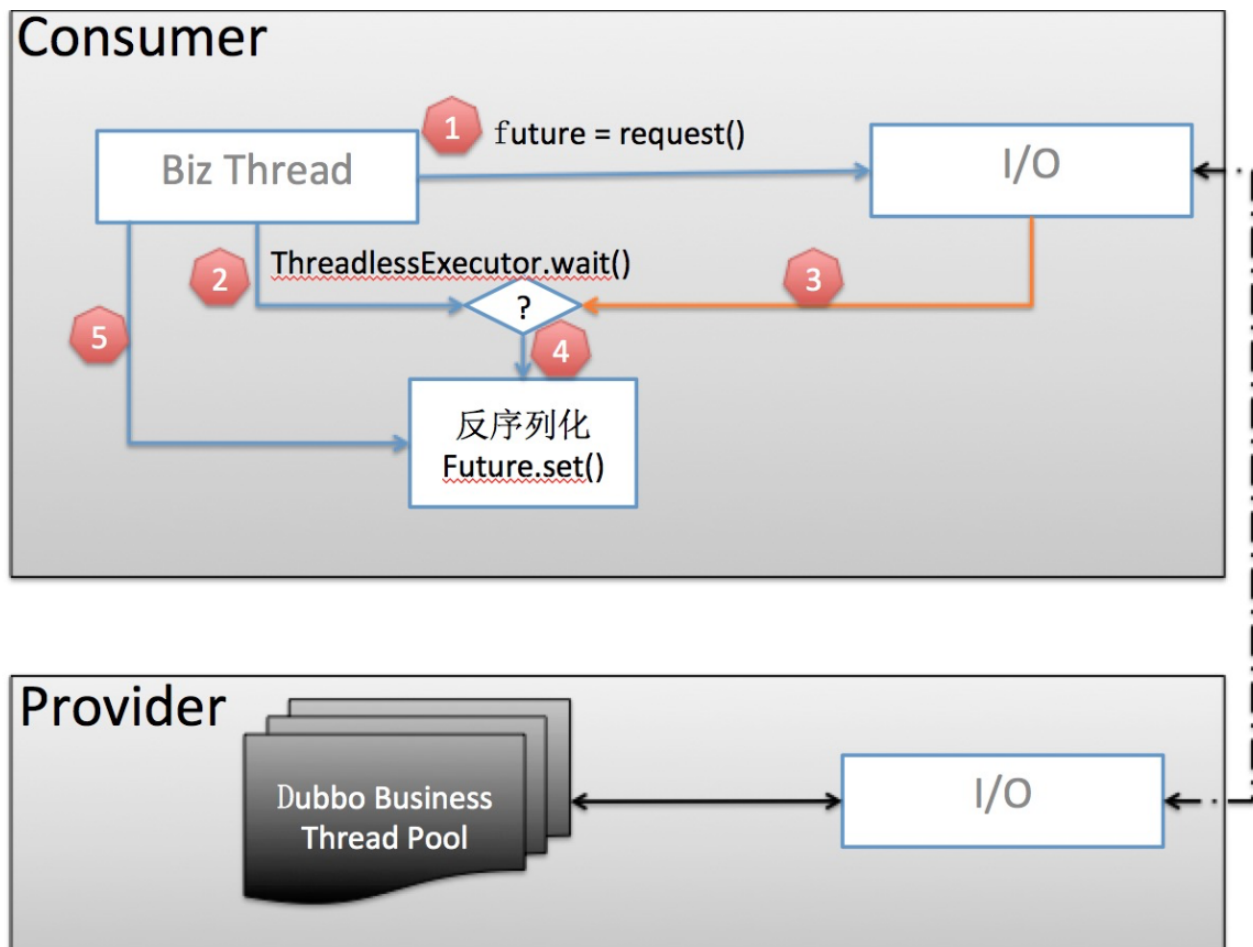 Consumer
1
future = request()
Biz Thread
I/O
2
ThreadlessExecutor.wait()
3
?
5
4
反序列化
Future.set()
Provider
Dubbo Business
Thread Pool
I/O